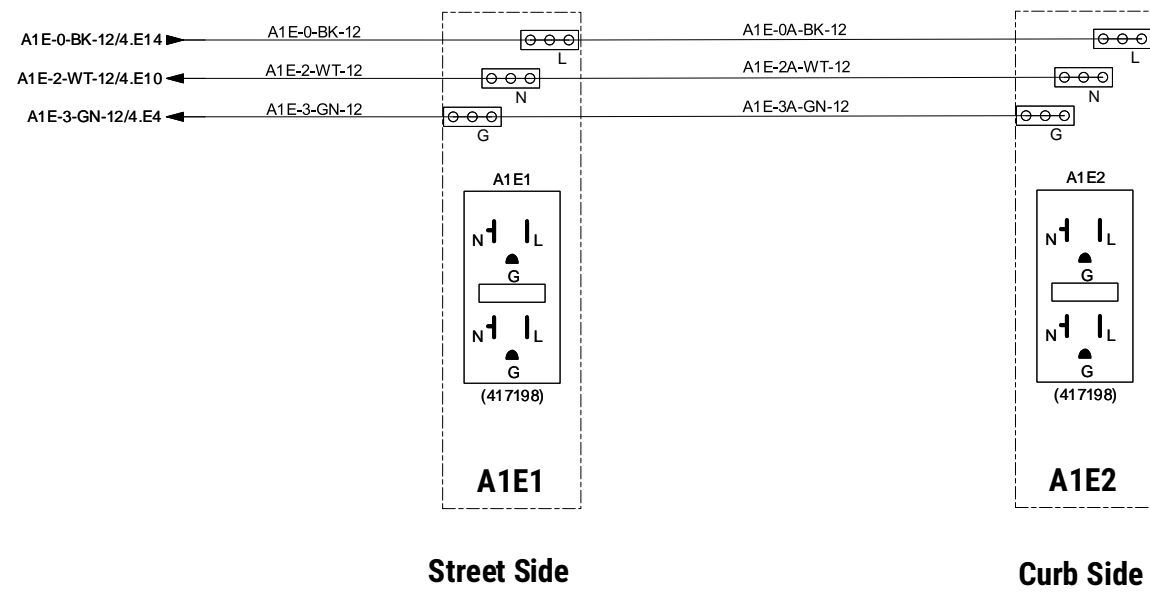 A1E-0-BK-12/4.E14 A1E-0-BK-12 A1E-0A-BK-12
L L
A1E-2-WT-12/4.E10 A1E-2-WT-12 A1E-2A-WT-12
N N
A1E-3-GN-12/4.E4 A1E-3-GN-12 A1E-3A-GN-12
G G
A1E1 A1E2
N L N L
G G
N L N L
G G
(417198) (417198)
A1E1 A1E2
Street Side Curb Side